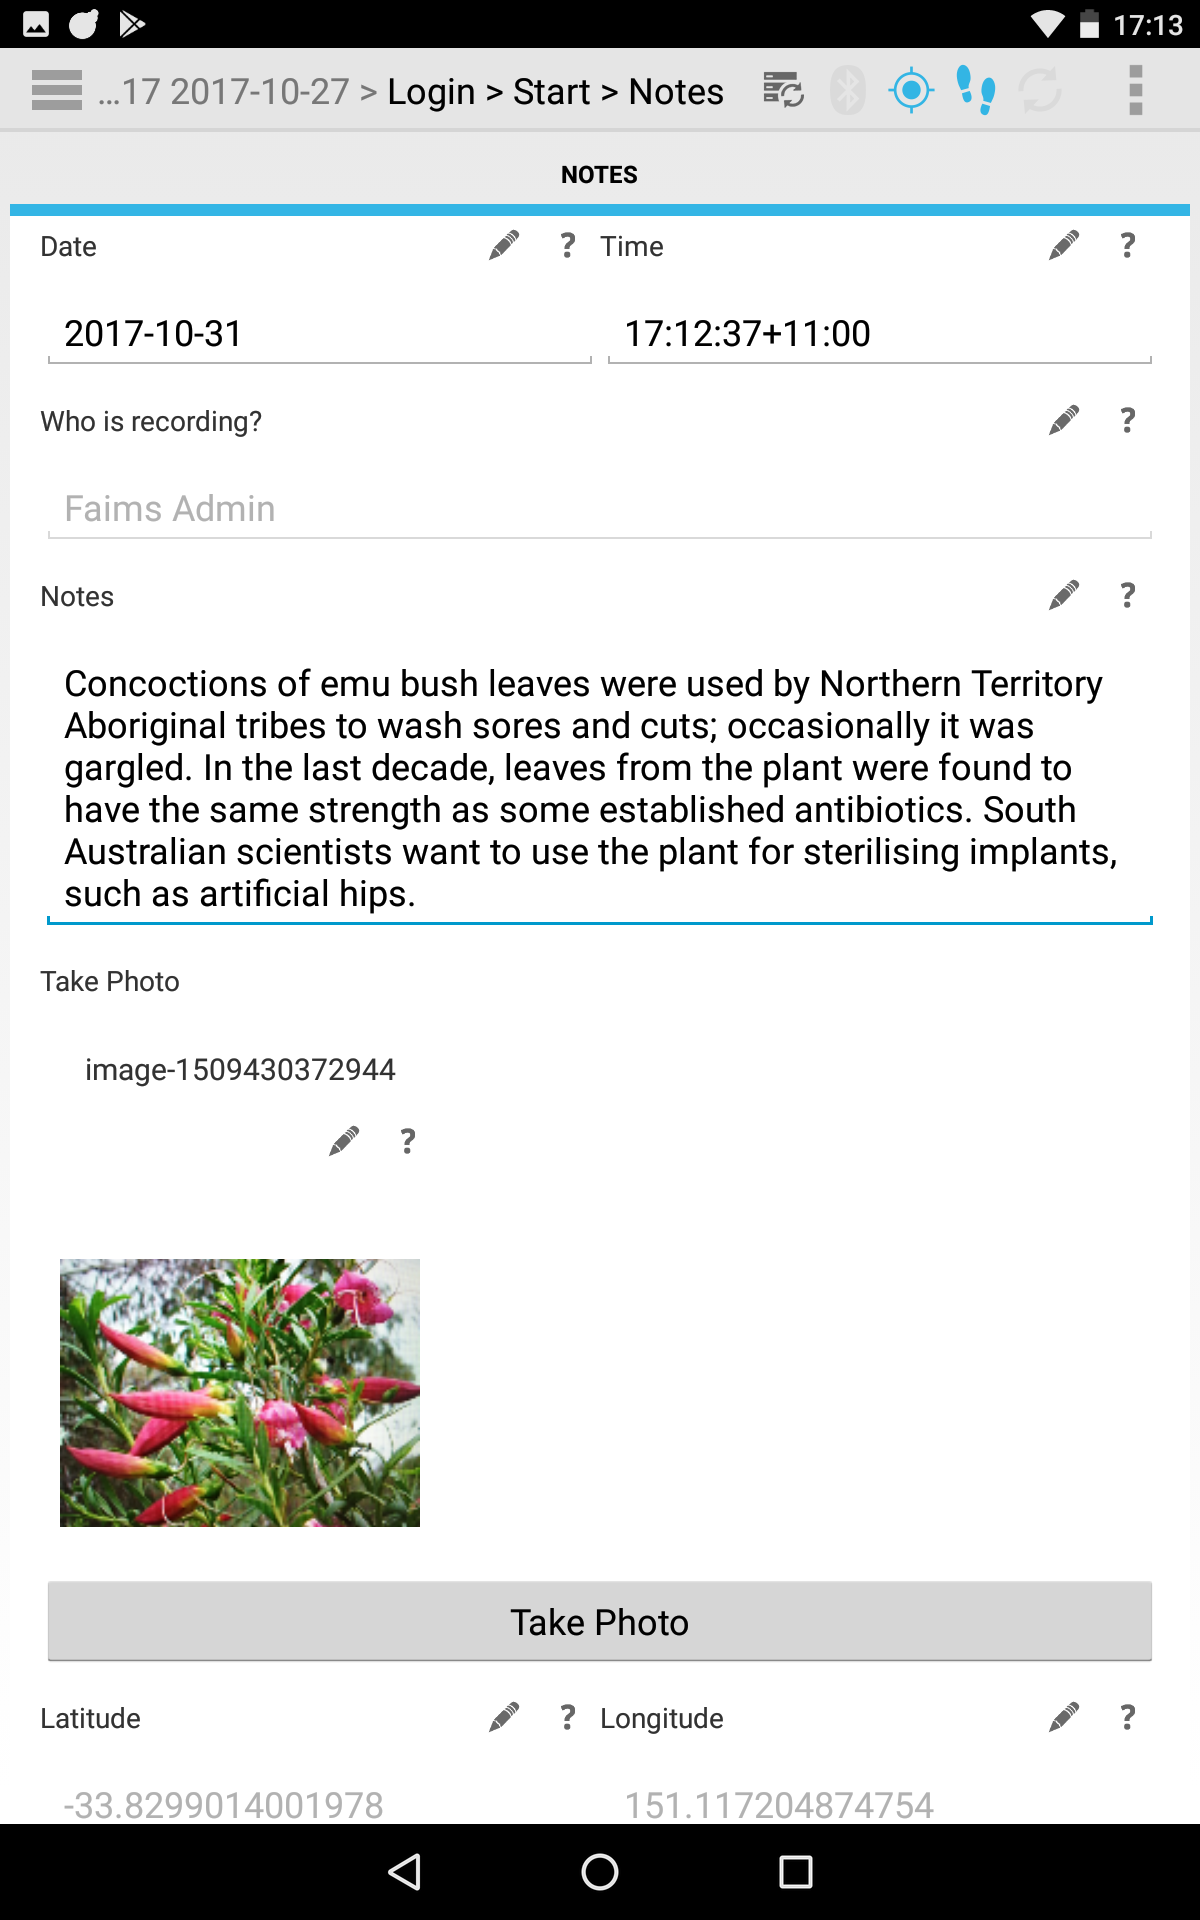 17:13
...17 2017-10-27 > Login > Start > Notes
NOTES
Date ? Time ?
2017-10-31 17:12:37+11:00
Who is recording? ?
Faims Admin
Notes ?
Concoctions of emu bush leaves were used by Northern Territory
Aboriginal tribes to wash sores and cuts; occasionally it was
gargled. In the last decade, leaves from the plant were found to
have the same strength as some established antibiotics. South
Australian scientists want to use the plant for sterilising implants,
such as artificial hips.
Take Photo
image-1509430372944
?
Take Photo
Latitude ? Longitude ?
-33.8299014001978 151.117204874754